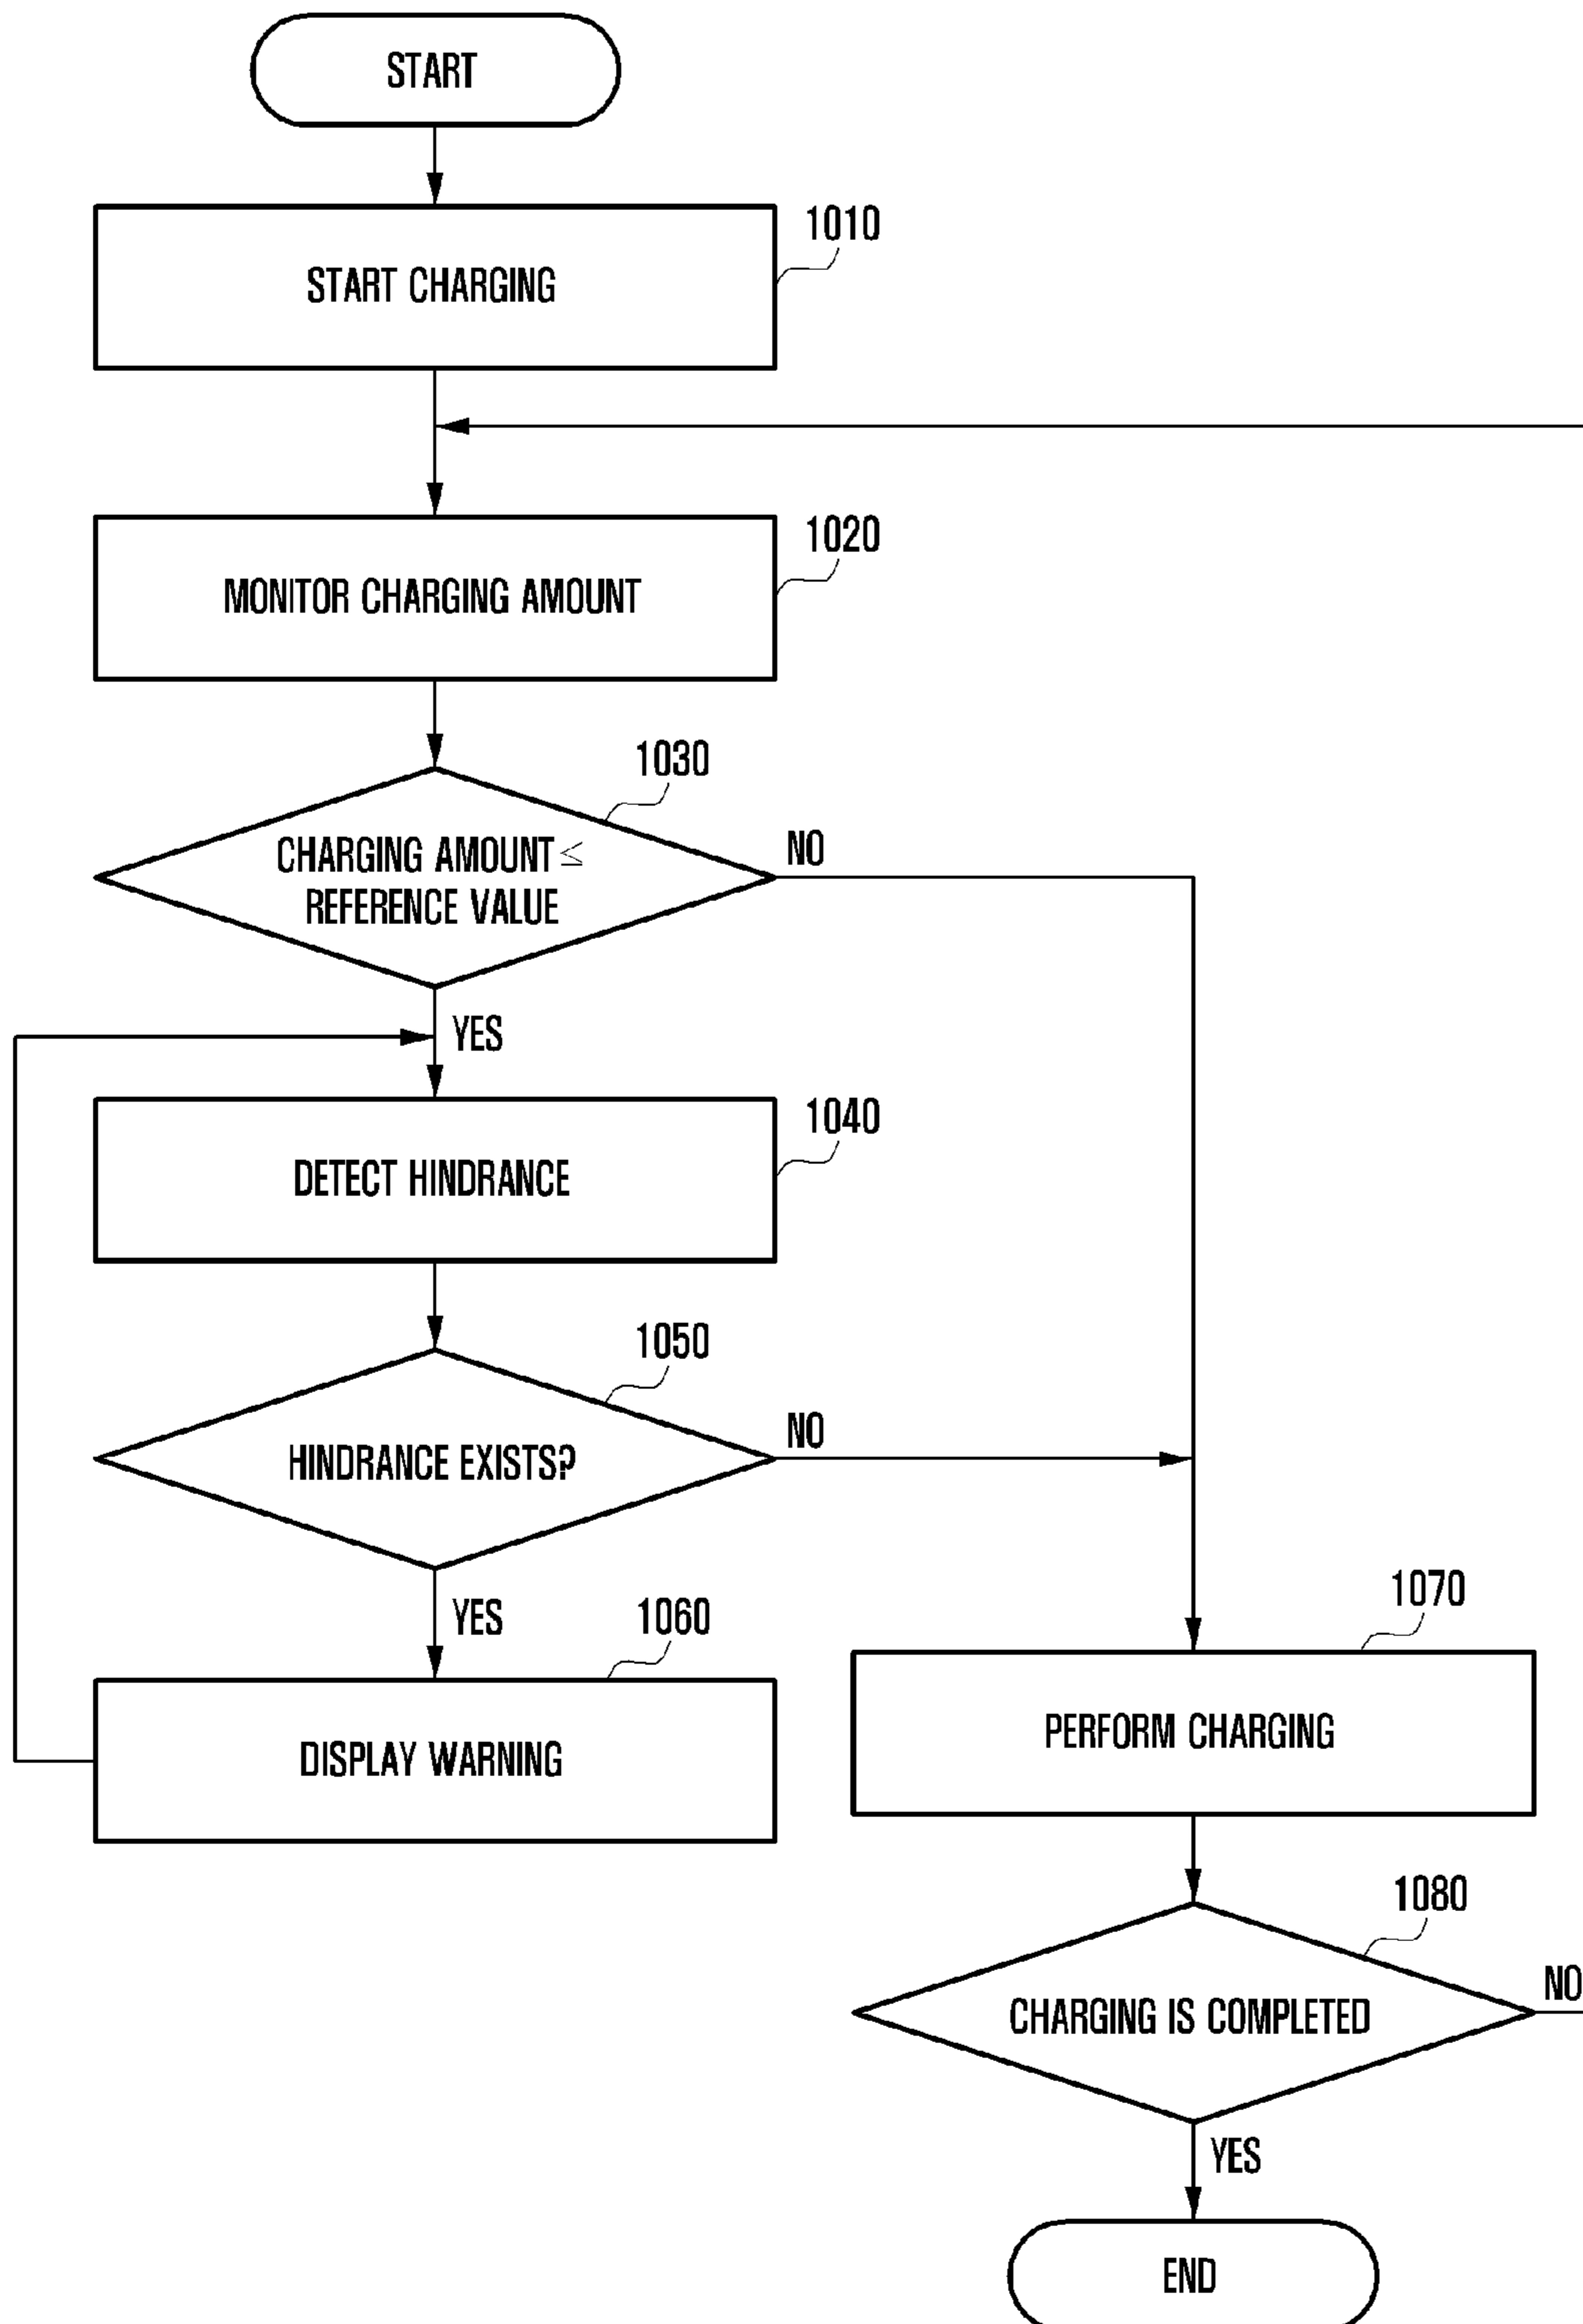 START
1010
START CHARGING
1020
MONITOR CHARGING AMOUNT
1030
CHARGING AMOUNT ≤
REFERENCE VALUE
NO
YES
1040
DETECT HINDRANCE
1050
HINDRANCE EXISTS?
NO
YES
1060
DISPLAY WARNING
1070
PERFORM CHARGING
1080
CHARGING IS COMPLETED
NO
YES
END